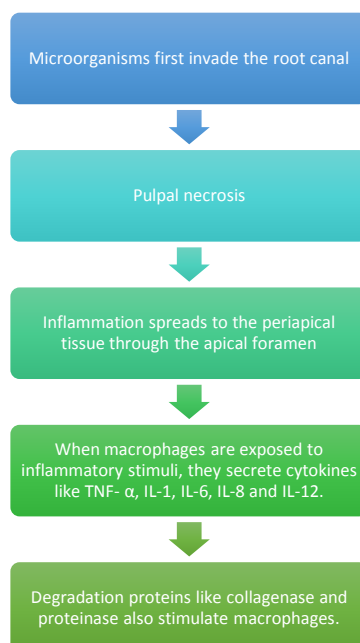 Microorganisms first invade the root canal
Pulpal necrosis
Inflammation spreads to the periapical
tissue through the apical foramen
When macrophages are exposed to
inflammatory stimuli, they secrete cytokines
like TNF- α, IL-1, IL-6, IL-8 and IL-12.
Degradation proteins like collagenase and
proteinase also stimulate macrophages.